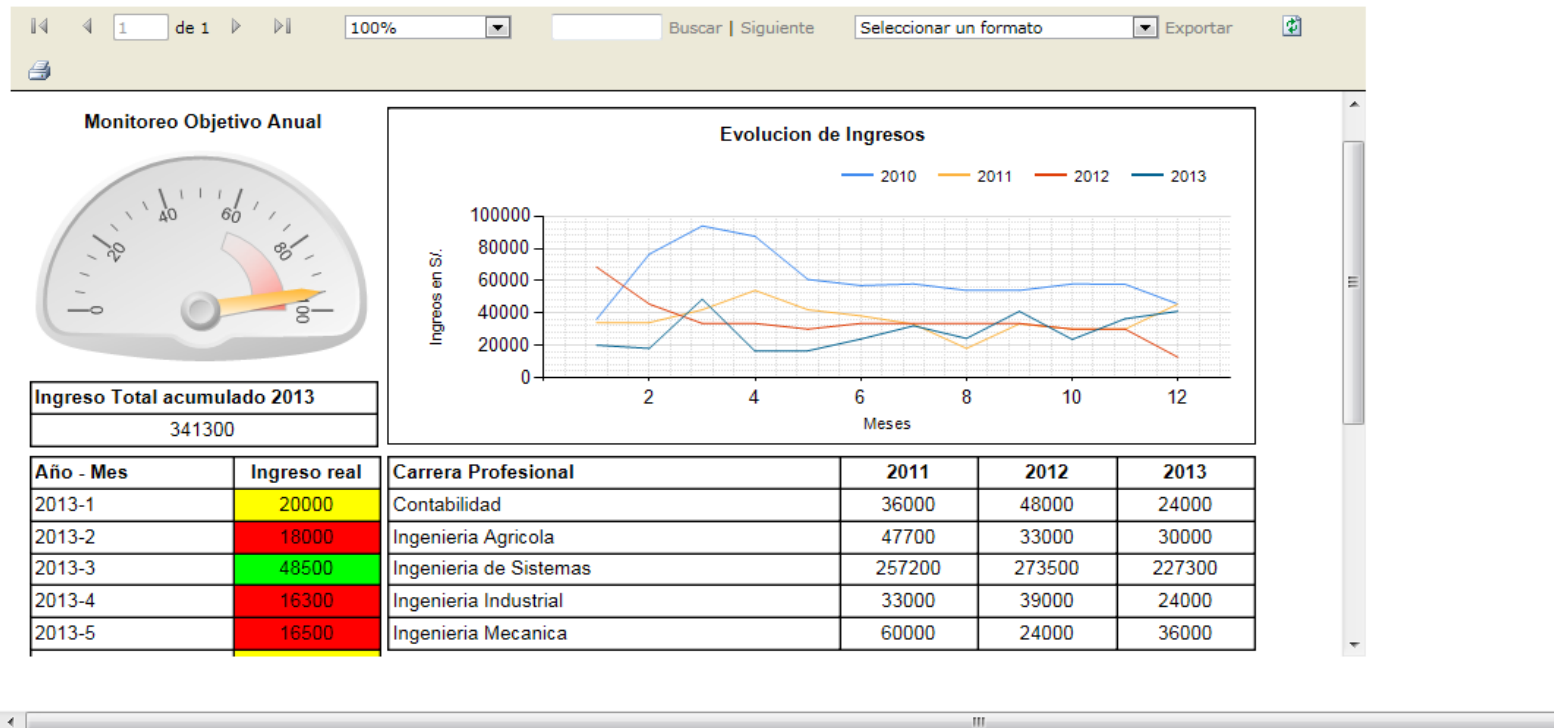 1 de 1 100% Buscar | Siguiente Seleccionar un formato Exportar
Monitoreo Objetivo Anual
0 20 40 60 80 100
Ingreso Total acumulado 2013
341300
Evolucion de Ingresos
2010 2011 2012 2013
Ingreos en S/.
100000
80000
60000
40000
20000
0
2 4 6 8 10 12
Meses
Año - Mes Ingreso real
2013-1 20000
2013-2 18000
2013-3 48500
2013-4 16300
2013-5 16500
Carrera Profesional 2011 2012 2013
Contabilidad 36000 48000 24000
Ingenieria Agricola 47700 33000 30000
Ingenieria de Sistemas 257200 273500 227300
Ingenieria Industrial 33000 39000 24000
Ingenieria Mecanica 60000 24000 36000